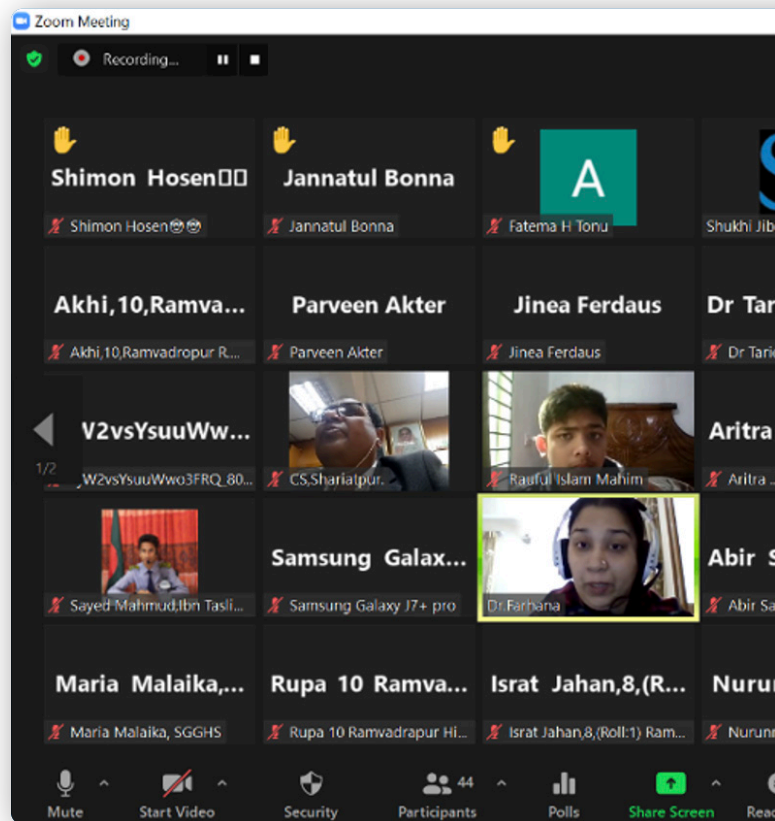 Zoom Meeting
Recording...
Shimon Hosen
Jannatul Bonna
A
Shimon Hosen🤓🤓
Jannatul Bonna
Fatema H Tonu
Shukhi Jib
Akhi,10,Ramva...
Parveen Akter
Jinea Ferdaus
Dr Tar
Akhi,10,Ramvadropur R....
Parveen Akter
Jinea Ferdaus
Dr Tari
W2vsYsuuWw...
Aritra
1/2
W2vsYsuuWwo3FRQ_80...
CS,Shariatpur.
Rauful Islam Mahim
Aritra ..
Samsung Galax...
Abir S
Sayed Mahmud,Ibn Tasli...
Samsung Galaxy J7+ pro
Dr.Farhana
Abir Sa
Maria Malaika,...
Rupa 10 Ramva...
Israt Jahan,8,(R...
Nurun
Maria Malaika, SGGHS
Rupa 10 Ramvadrapur Hi...
Israt Jahan,8,(Roll:1) Ram...
Nurunn
44
Mute
Start Video
Security
Participants
Polls
Share Screen
Reac